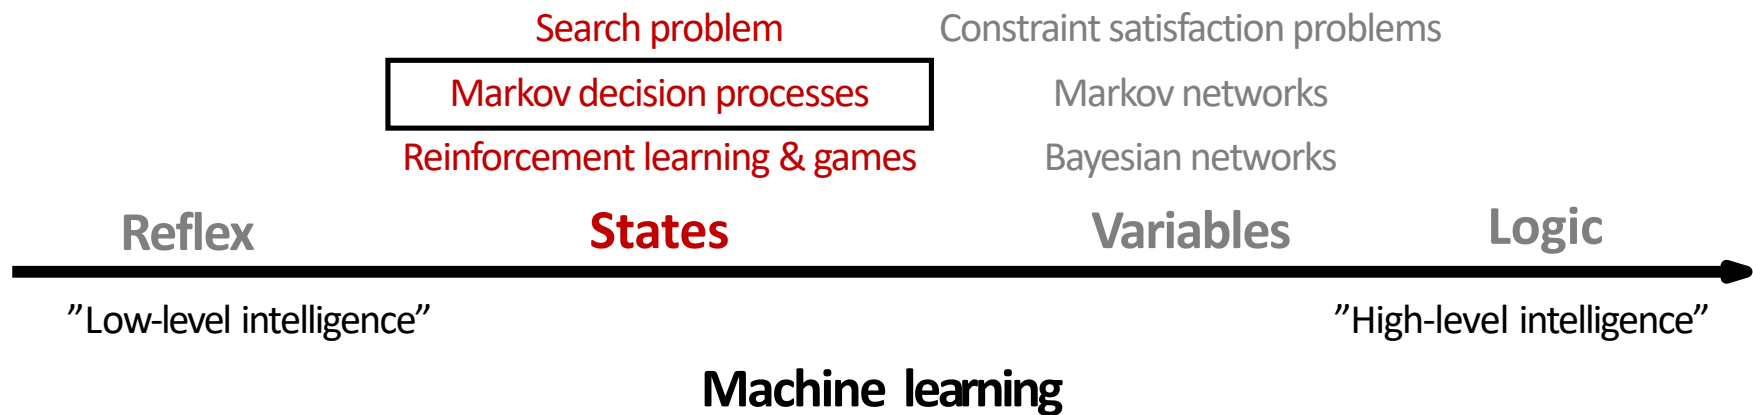 Search problem
Constraint satisfaction problems
Markov decision processes
Markov networks
Reinforcement learning & games
Bayesian networks
Reflex
States
Variables
Logic
”Low-level intelligence”
”High-level intelligence”
Machine learning